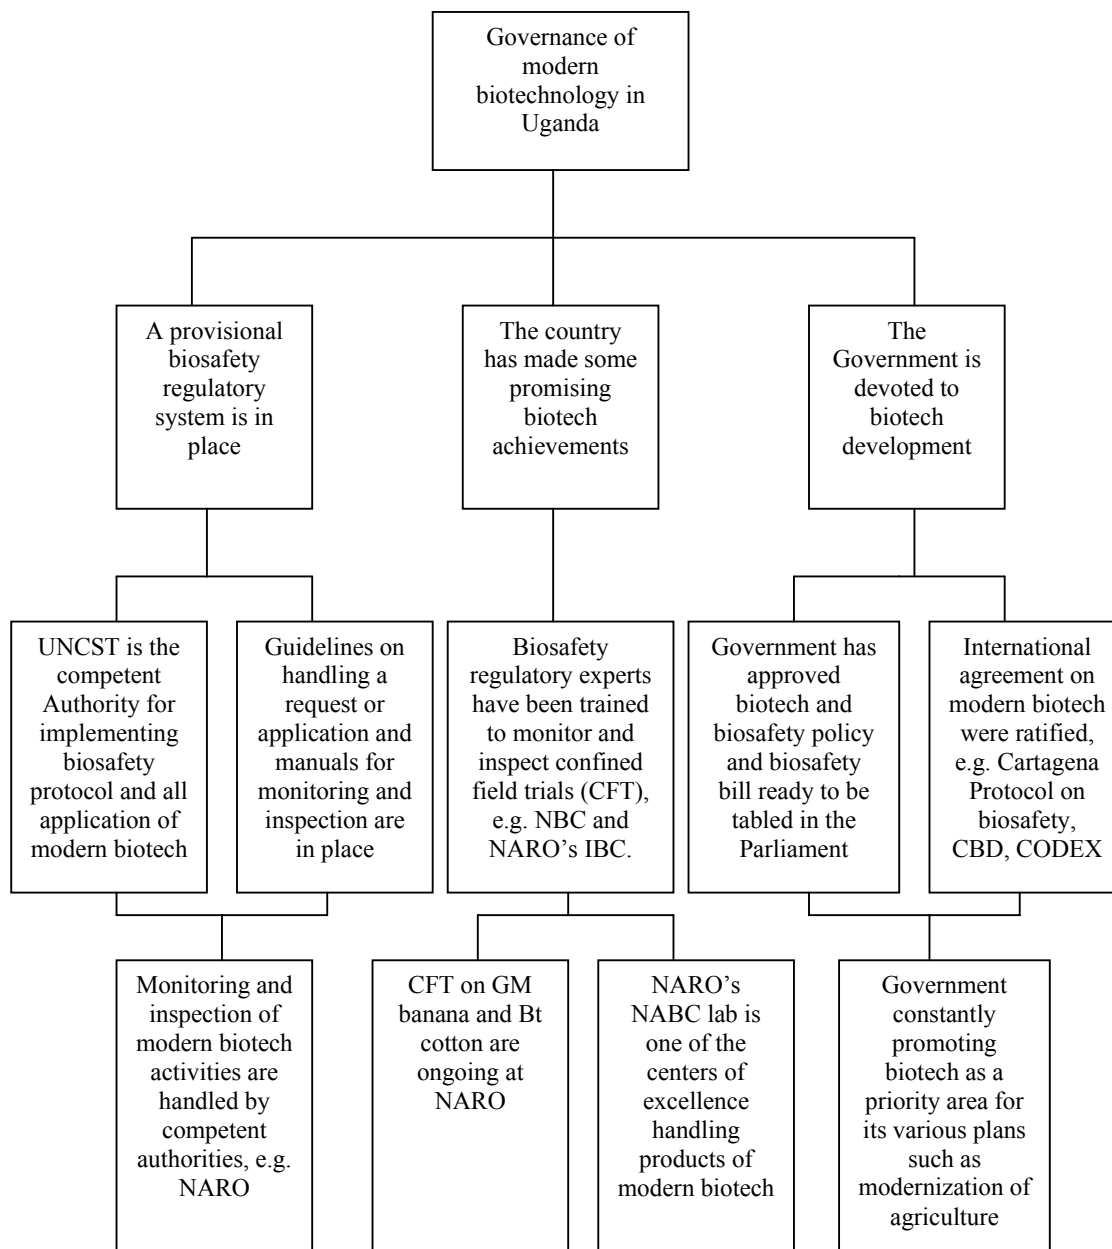 Governance of
modern
biotechnology in
Uganda
A provisional
biosafety
regulatory
system is in
place
The country
has made some
promising
biotech
achievements
The
Government is
devoted to
biotech
development
UNCST is the
competent
Authority for
implementing
biosafety
protocol and all
application of
modern biotech
Guidelines on
handling a
request or
application and
manuals for
monitoring and
inspection are
in place
Biosafety
regulatory experts
have been trained
to monitor and
inspect confined
field trials (CFT),
e.g. NBC and
NARO’s IBC.
Government has
approved
biotech and
biosafety policy
and biosafety
bill ready to be
tabled in the
Parliament
International
agreement on
modern biotech
were ratified,
e.g. Cartagena
Protocol on
biosafety,
CBD, CODEX
Monitoring and
inspection of
modern biotech
activities are
handled by
competent
authorities, e.g.
NARO
CFT on GM
banana and Bt
cotton are
ongoing at
NARO
NARO’s
NABC lab is
one of the
centers of
excellence
handling
products of
modern biotech
Government
constantly
promoting
biotech as a
priority area for
its various plans
such as
modernization of
agriculture